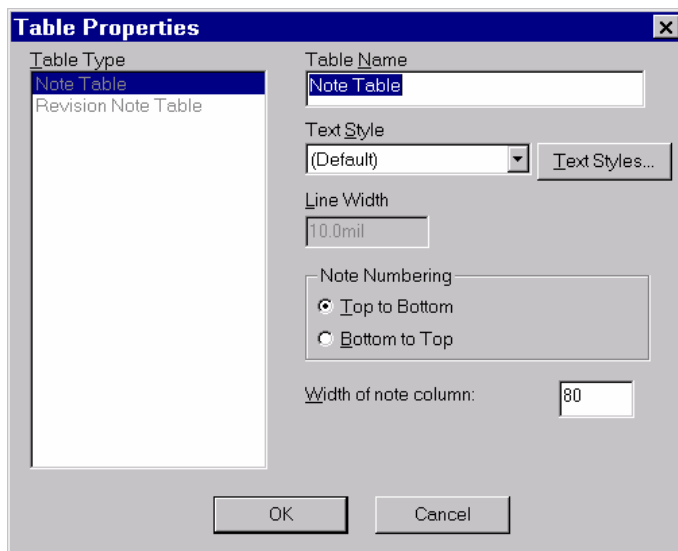 Table Properties
Table Type
Note Table
Revision Note Table
Table Name
Note Table
Text Style
(Default)
Text Styles...
Line Width
10.0mil
Note Numbering
Top to Bottom
Bottom to Top
Width of note column:
80
OK
Cancel